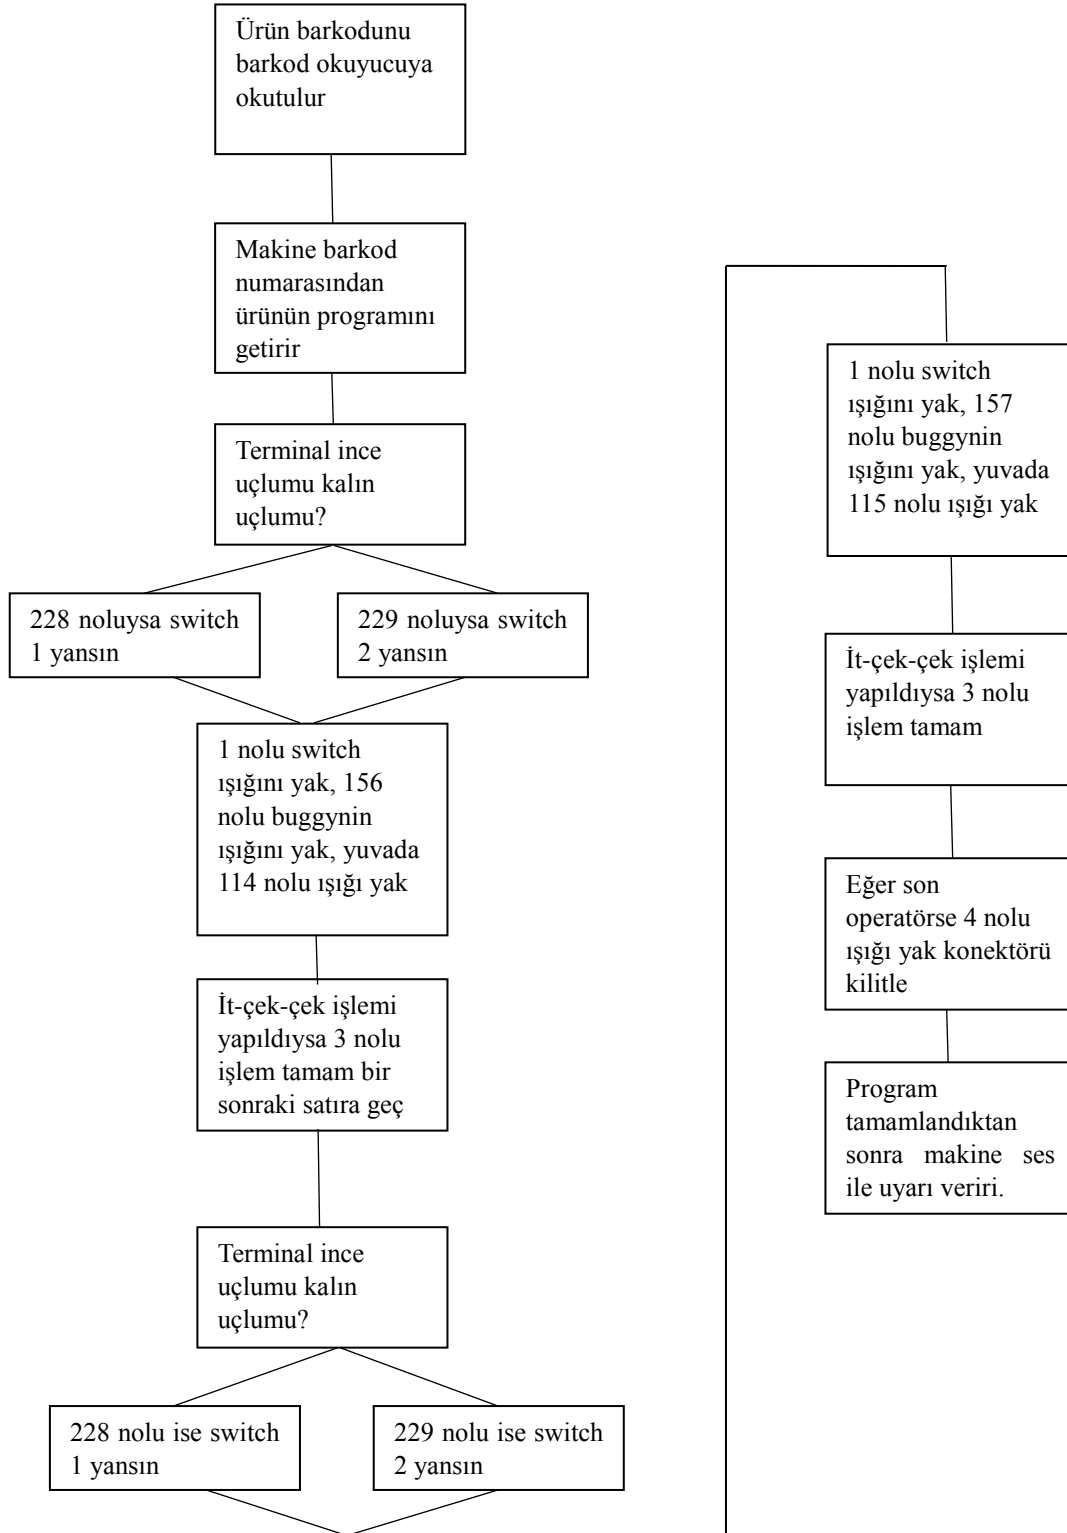 Ürün barkodunu
barkod okuyucuya
okutulur
Makine barkod
numarasından
ürünün programını
getirir
Terminal ince
uçlumu kalın
uçlumu?
228 noluysa switch
1 yansın
229 noluysa switch
2 yansın
1 nolu switch
ışığını yak, 156
nolu buggynin
ışığını yak, yuvada
114 nolu ışığı yak
İt-çek-çek işlemi
yapıldıysa 3 nolu
işlem tamam bir
sonraki satıra geç
Terminal ince
uçlumu kalın
uçlumu?
228 nolu ise switch
1 yansın
229 nolu ise switch
2 yansın
1 nolu switch
ışığını yak, 157
nolu buggynin
ışığını yak, yuvada
115 nolu ışığı yak
İt-çek-çek işlemi
yapıldıysa 3 nolu
işlem tamam
Eğer son
operatörse 4 nolu
ışığı yak konektörü
kilitle
Program
tamamlandıktan
sonra makine ses
ile uyarı veriri.